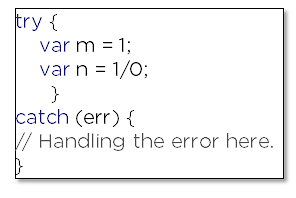 try {
    var m = 1;
    var n = 1/0;
      }
catch (err) {
// Handling the error here.
}